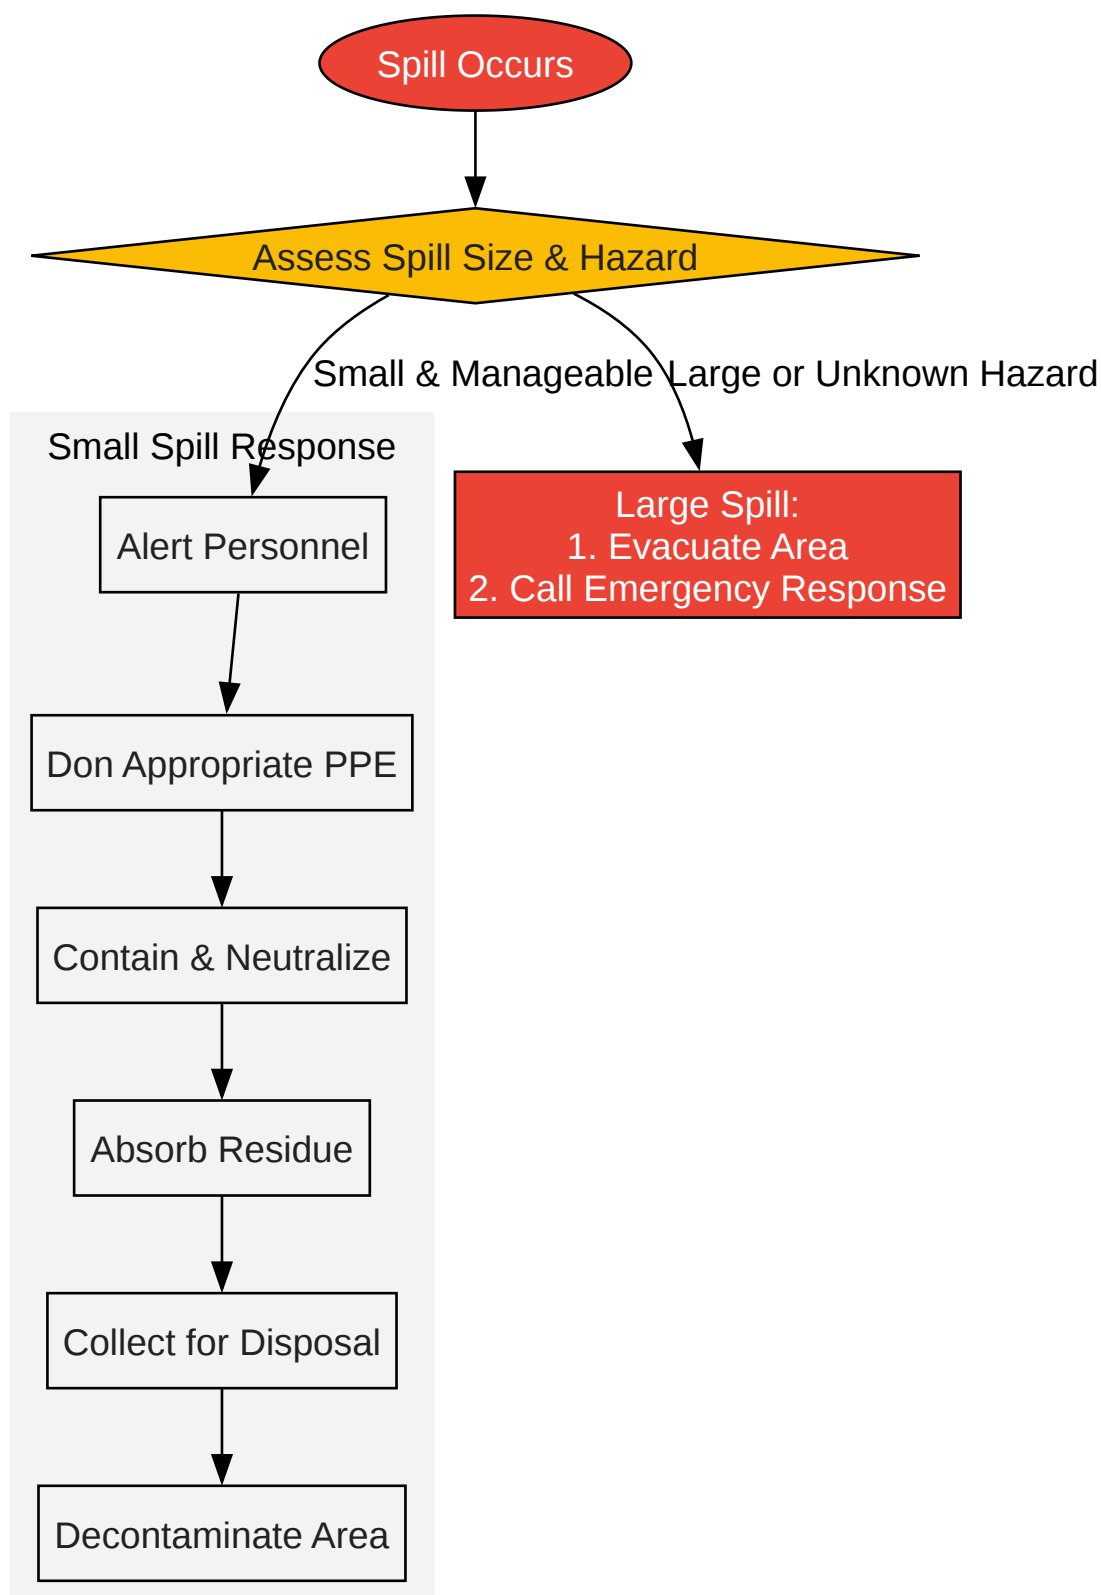 Spill Occurs
Assess Spill Size & Hazard
Small & Manageable
Large or Unknown Hazard
Small Spill Response
Alert Personnel
Large Spill:
1. Evacuate Area
2. Call Emergency Response
Don Appropriate PPE
Contain & Neutralize
Absorb Residue
Collect for Disposal
Decontaminate Area